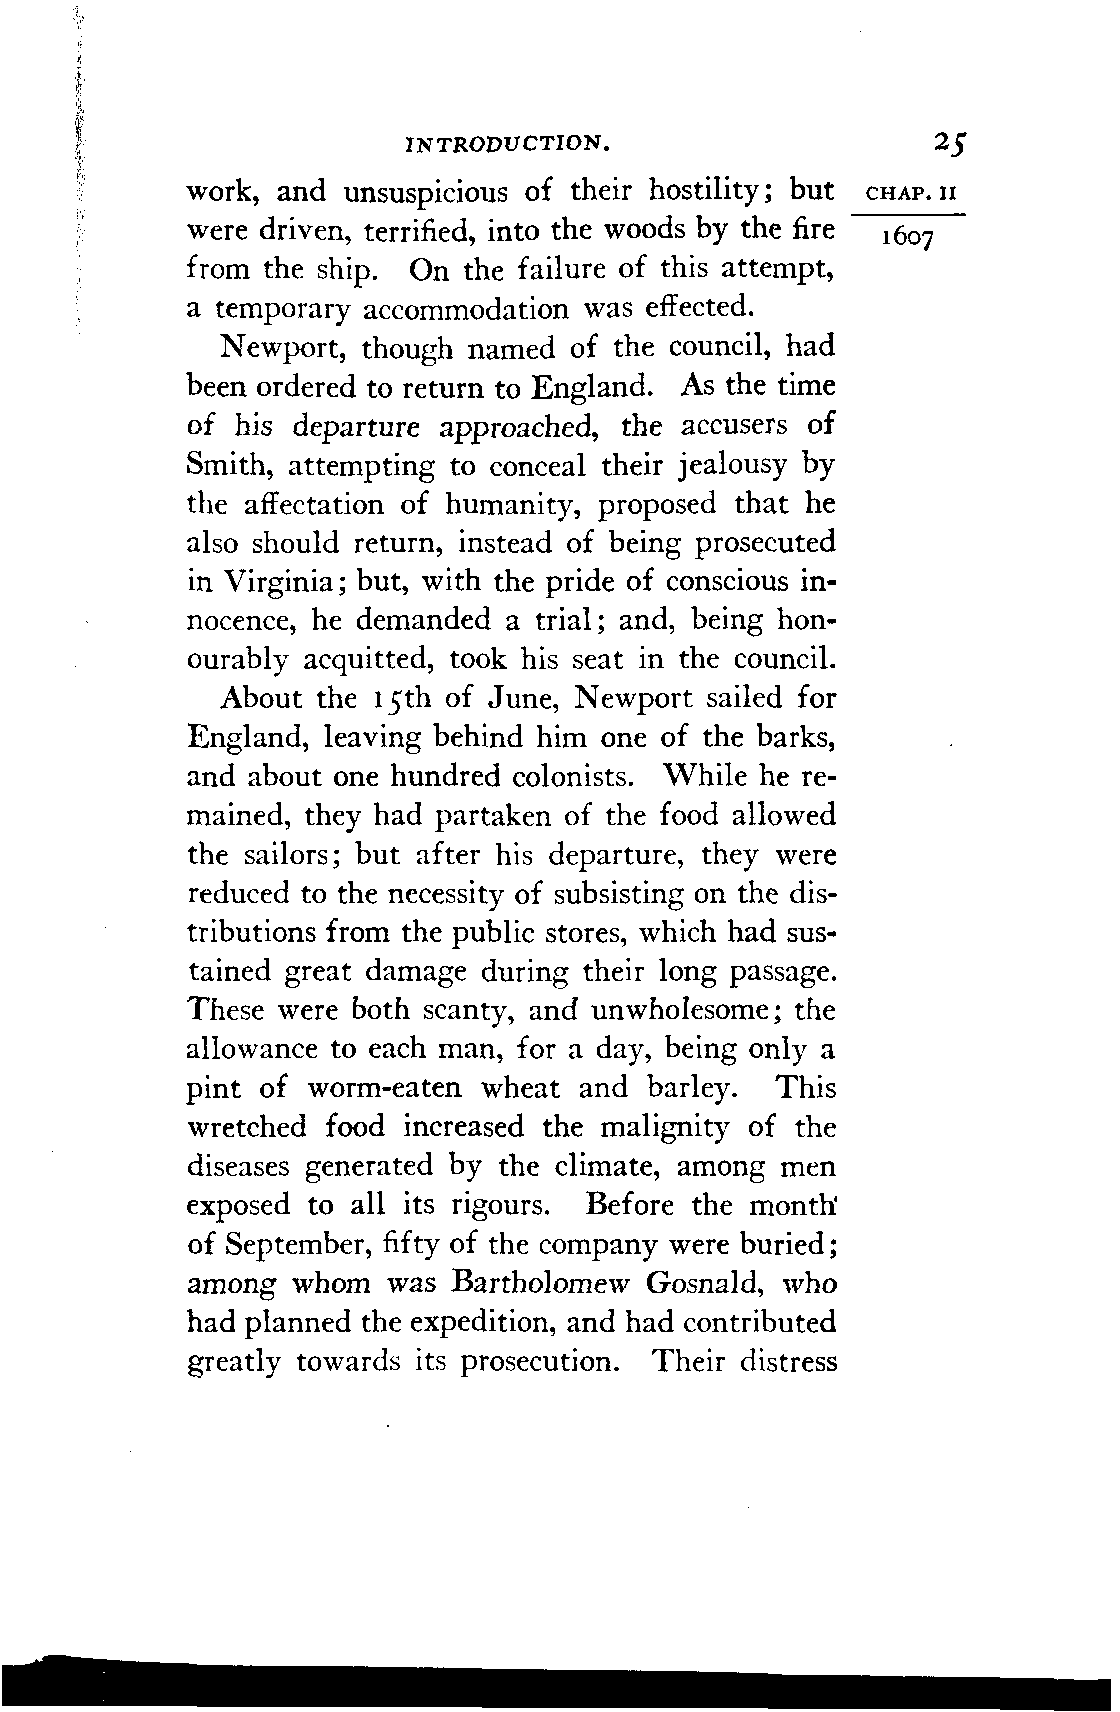 INTRODUCTION. 25
work, and unsuspicious of their hostility; but
CHAP. II
were driven, terrified, into the woods by the fire
1607
from the ship. On the failure of this attempt,
a temporary accommodation was effected.
Newport, though named of the council, had
been ordered to return to England. As the time
of his departure approached, the accusers of
Smith, attempting to conceal their jealousy by
the affectation of humanity, proposed that he
also should return, instead of being prosecuted
in Virginia; but, with the pride of conscious in-
nocence, he demanded a trial; and, being hon-
ourably acquitted, took his seat in the council.
About the 15th of June, Newport sailed for
England, leaving behind him one of the barks,
and about one hundred colonists. While he re-
mained, they had partaken of the food allowed
the sailors; but after his departure, they were
reduced to the necessity of subsisting on the dis-
tributions from the public stores, which had sus-
tained great damage during their long passage.
These were both scanty, and unwholesome; the
allowance to each man, for a day, being only a
pint of worm-eaten wheat and barley. This
wretched food increased the malignity of the
diseases generated by the climate, among men
exposed to all its rigours. Before the month
of September, fifty of the company were buried;
among whom was Bartholomew Gosnald, who
had planned the expedition, and had contributed
greatly towards its prosecution. Their distress